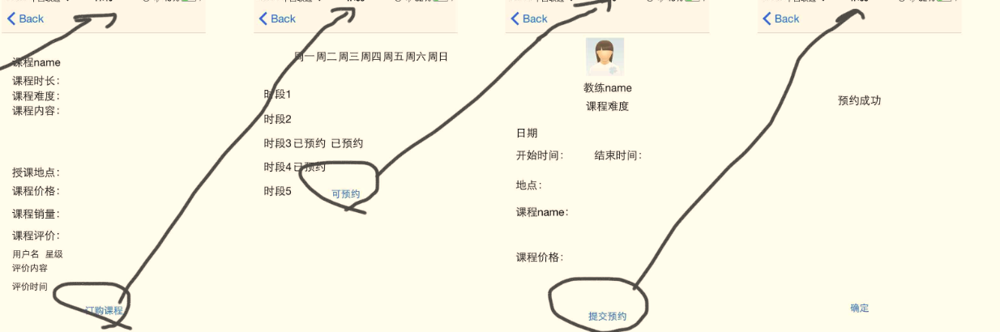 Back
课程name
课程时长：
课程难度：
课程内容：
授课地点：
课程价格：
课程销量：
课程评价：
用户名 星级
评价内容
评价时间
订购课程
Back
周一周二周三周四周五周六周日
时段1
时段2
时段3已预约 已预约
时段4已预约
时段5
可预约
Back
教练name
课程难度
日期
开始时间： 结束时间：
地点：
课程name：
课程价格：
提交预约
Back
预约成功
确定